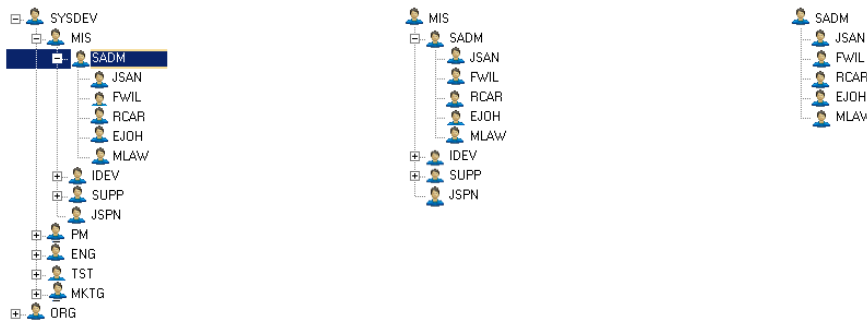 SYSDEV
MIS
SADM
JSAN
FWIL
RCAR
EJOH
MLAW
IDEV
SUPP
JSPN
PM
ENG
TST
MKTG
ORG
MIS
SADM
JSAN
FWIL
RCAR
EJOH
MLAW
IDEV
SUPP
JSPN
SADM
JSAN
FWIL
RCAR
EJOH